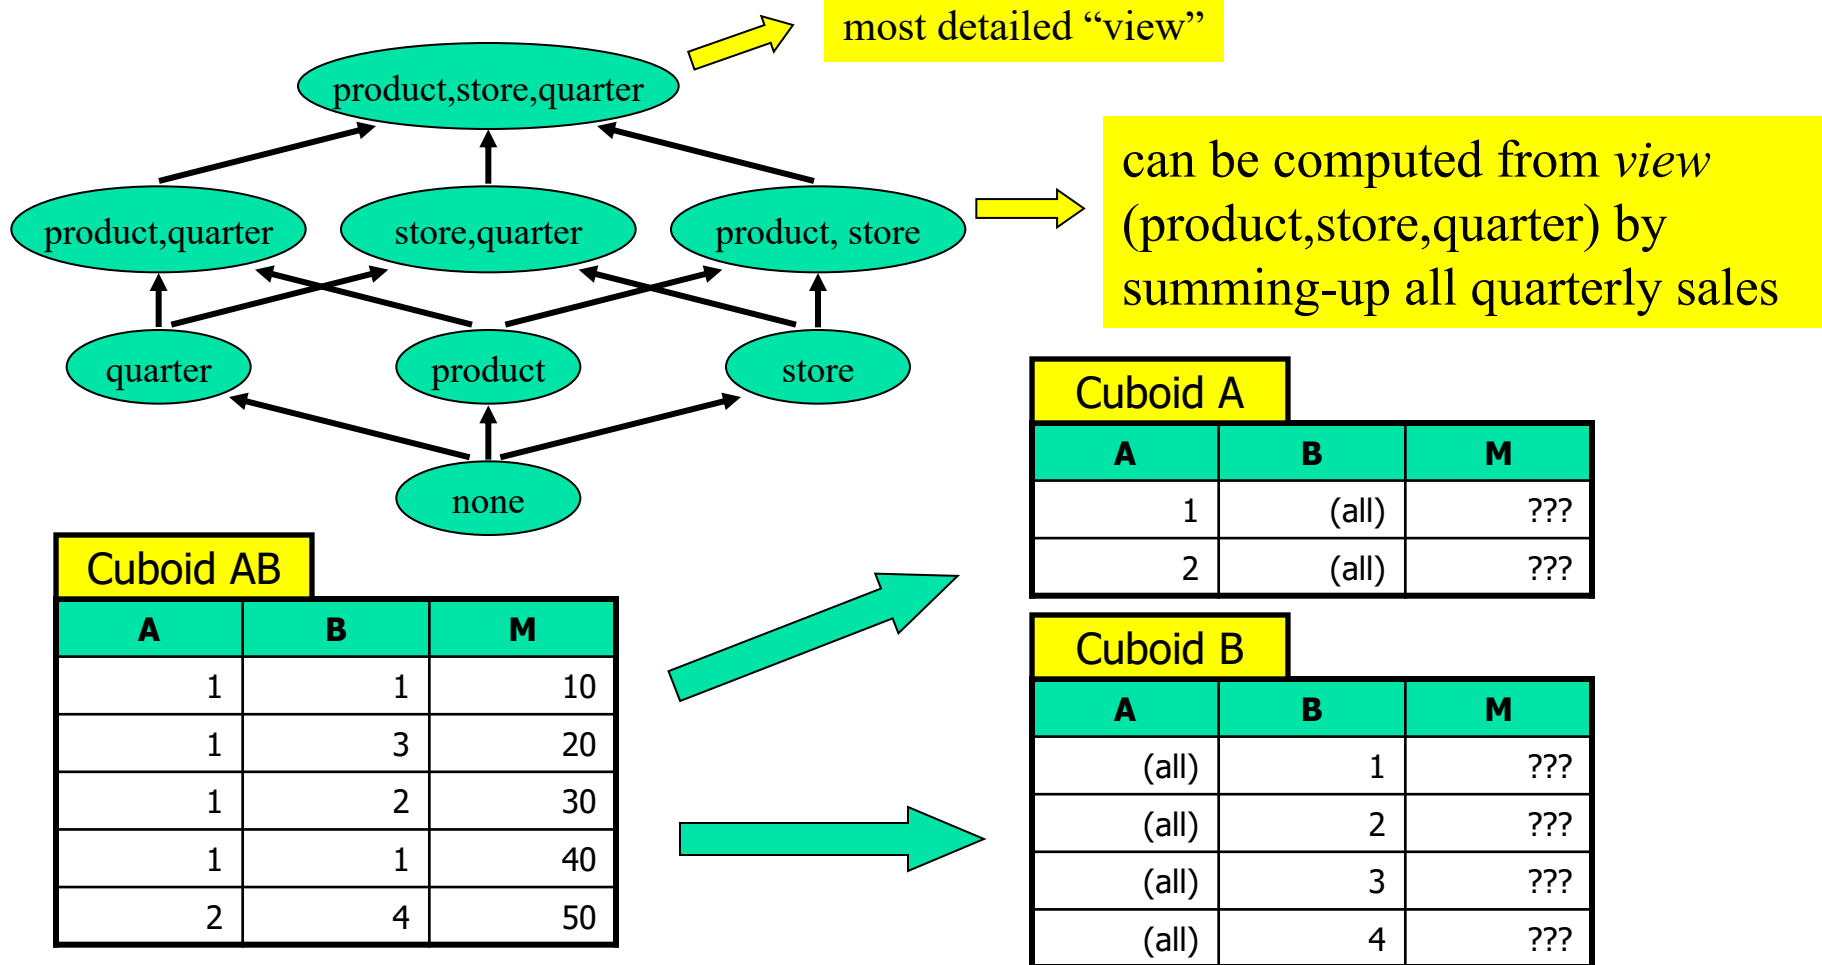 most detailed “view”
product,store,quarter
can be computed from view
(product,store,quarter) by
summing-up all quarterly sales
product,quarter store,quarter product, store
quarter product store
none
Cuboid AB
A B M
1 1 10
1 3 20
1 2 30
1 1 40
2 4 50
Cuboid A
A B M
1 (all) ???
2 (all) ???
Cuboid B
A B M
(all) 1 ???
(all) 2 ???
(all) 3 ???
(all) 4 ???